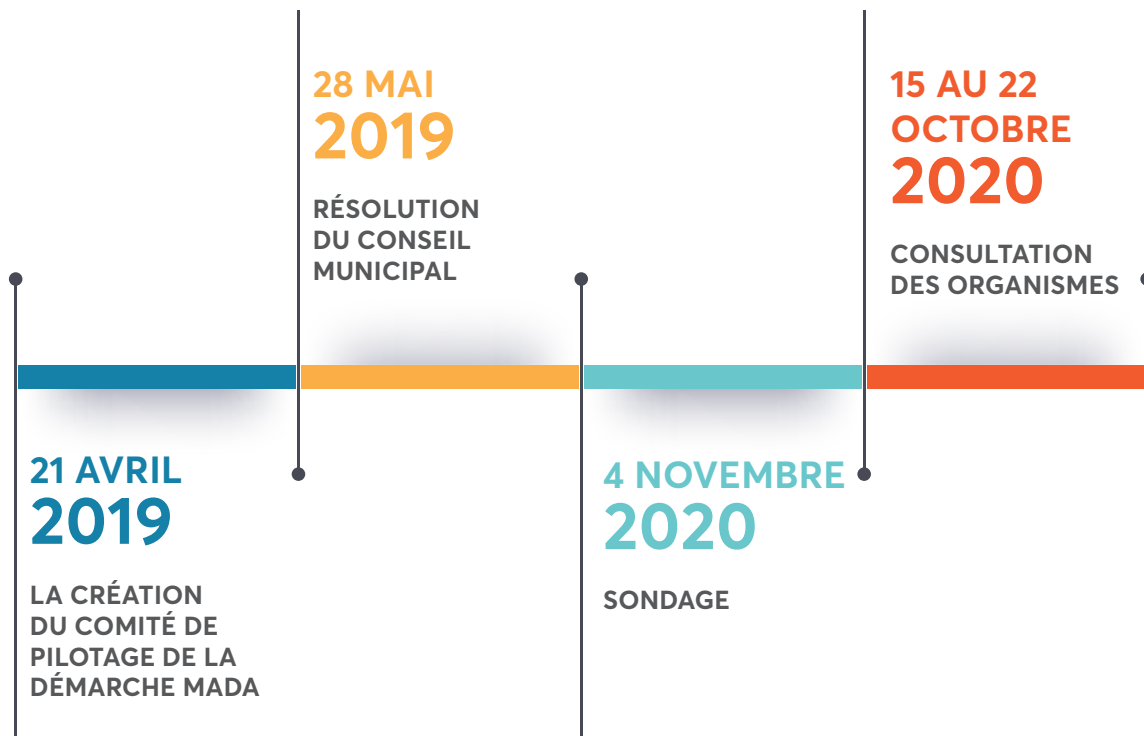 21 AVRIL
2019
LA CRÉATION
DU COMITÉ DE
PILOTAGE DE LA
DÉMARCHE MADA
28 MAI
2019
RÉSOLUTION
DU CONSEIL
MUNICIPAL
4 NOVEMBRE
2020
SONDAGE
15 AU 22
OCTOBRE
2020
CONSULTATION
DES ORGANISMES